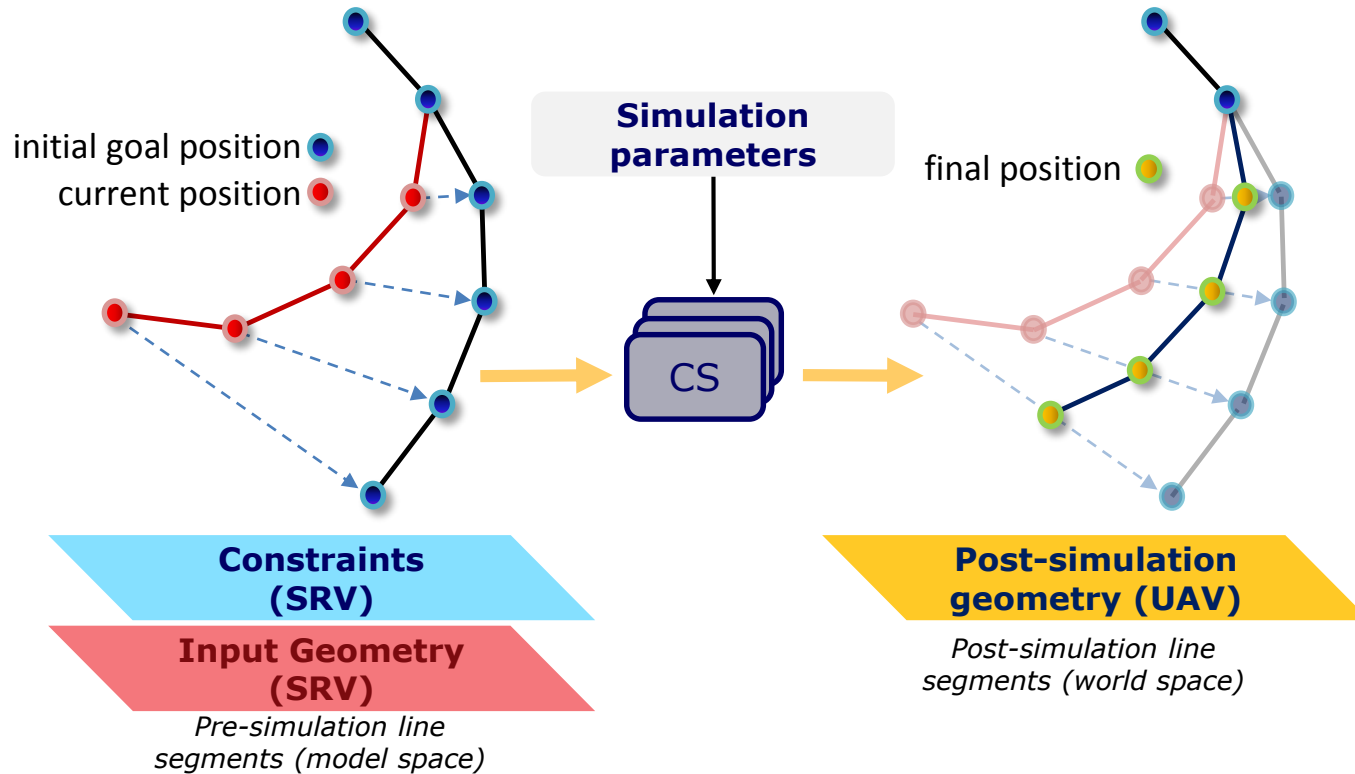 initial goal position
current position
Simulation
parameters
final position
CS
Constraints
(SRV)
Input Geometry
(SRV)
Pre-simulation line
segments (model space)
Post-simulation
geometry (UAV)
Post-simulation line
segments (world space)